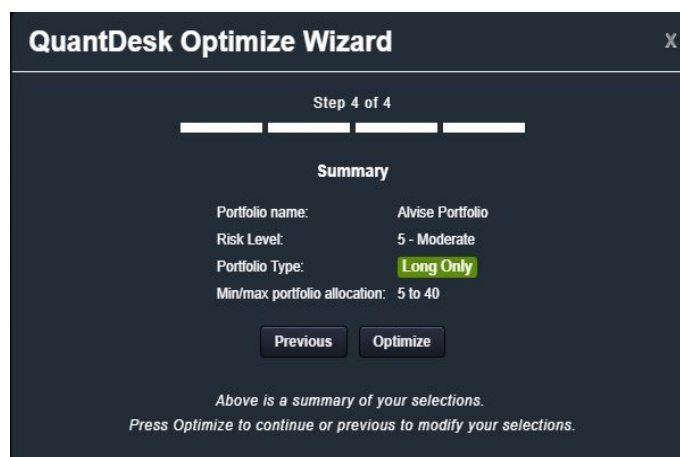 QuantDesk Optimize Wizard X
Step 4 of 4
Summary
Portfolio name: Alvise Portfolio
Risk Level: 5 - Moderate
Portfolio Type: Long Only
Min/max portfolio allocation: 5 to 40
Previous Optimize
Above is a summary of your selections.
Press Optimize to continue or previous to modify your selections.